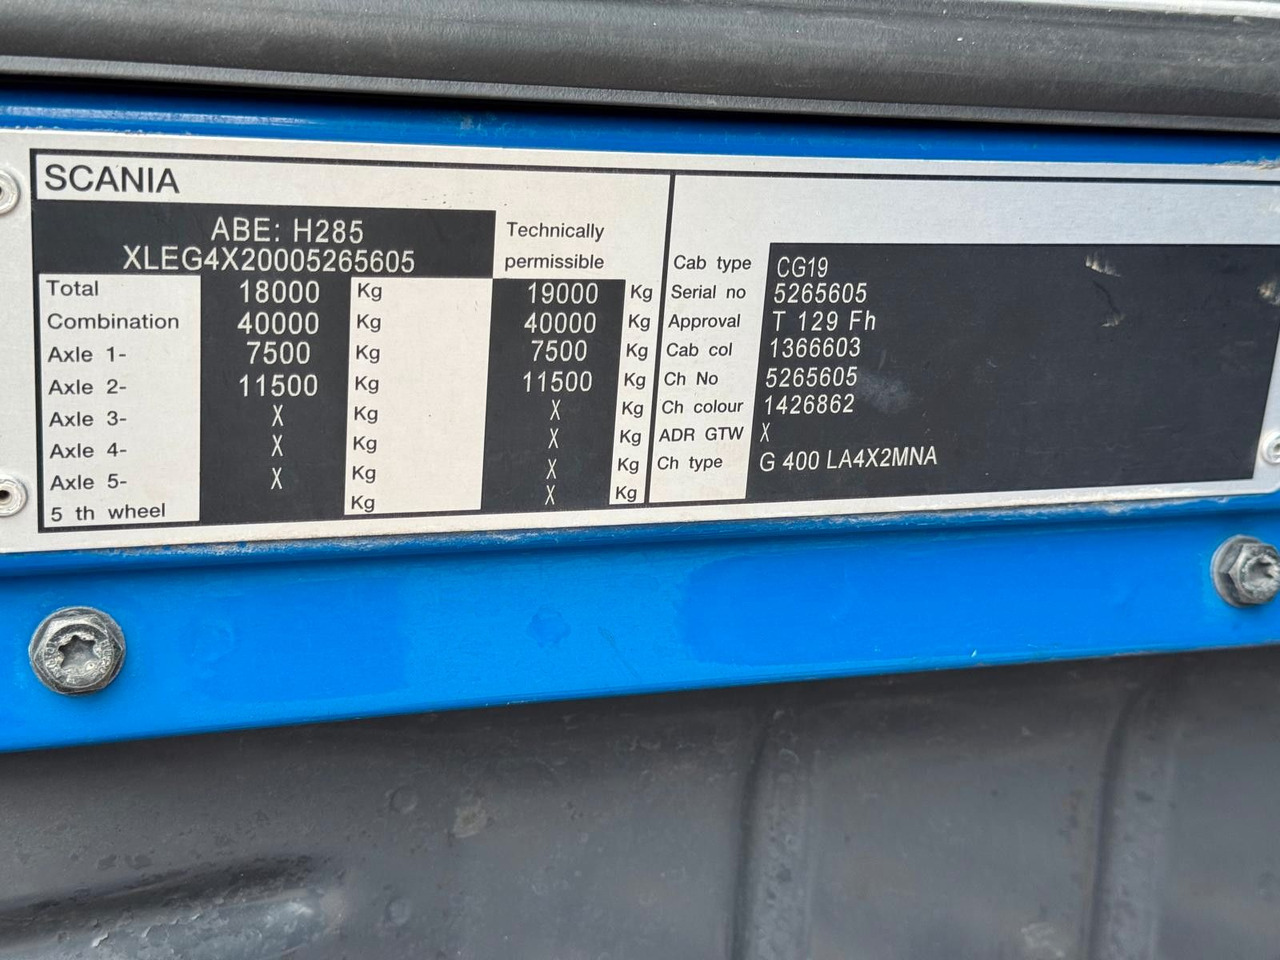 SCANIA
ABE: H285
XLEG4X20005265605
Technically
permissible
Total 18000 Kg 19000 Kg
Combination 40000 Kg 40000 Kg
Axle 1- 7500 Kg 7500 Kg
Axle 2- 11500 Kg 11500 Kg
Axle 3- X Kg X Kg
Axle 4- X Kg X Kg
Axle 5- X Kg X Kg
5 th wheel Kg X Kg
Cab type CG19
Serial no 5265605
Approval T 129 Fh
Cab col 1366603
Ch No 5265605
Ch colour 1426862
ADR GTW X
Ch type G 400 LA4X2MNA